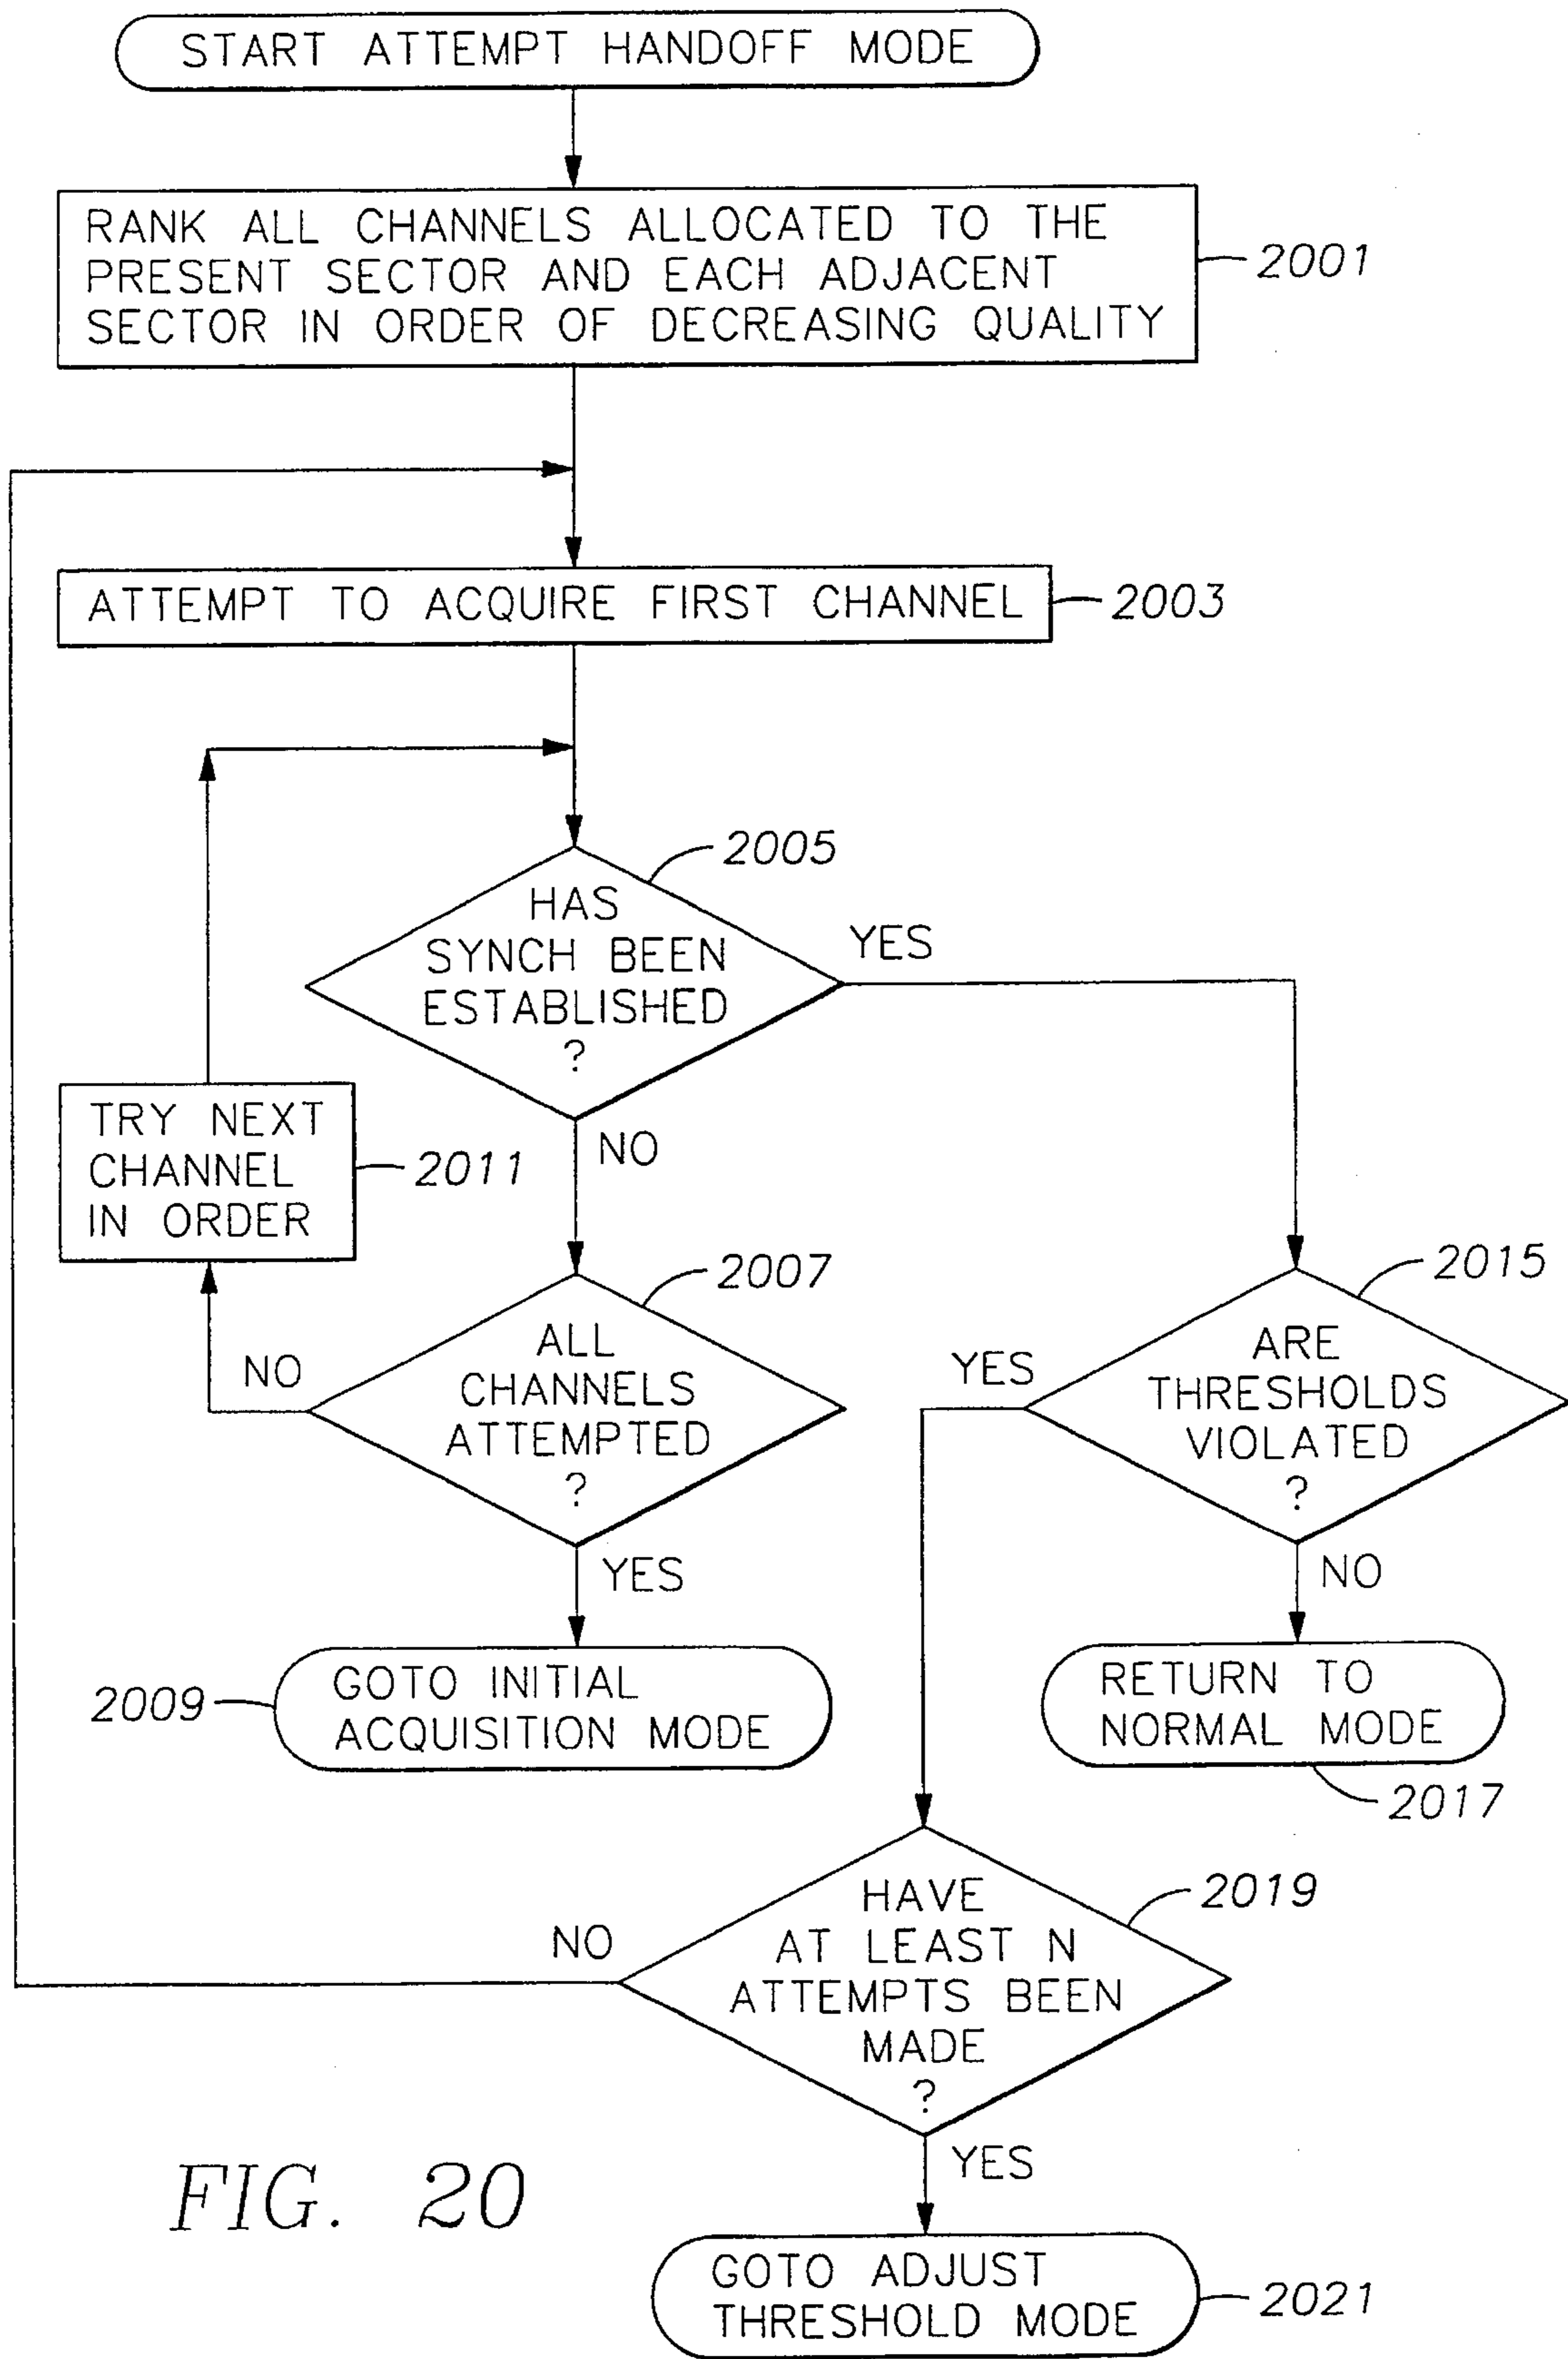 START ATTEMPT HANDOFF MODE
RANK ALL CHANNELS ALLOCATED TO THE
PRESENT SECTOR AND EACH ADJACENT
SECTOR IN ORDER OF DECREASING QUALITY
2001
ATTEMPT TO ACQUIRE FIRST CHANNEL
2003
2005
HAS
SYNCH BEEN
ESTABLISHED
?
YES
NO
TRY NEXT
CHANNEL
IN ORDER
2011
2007
ALL
CHANNELS
ATTEMPTED
?
NO
YES
2015
ARE
THRESHOLDS
VIOLATED
?
YES
NO
2009
GOTO INITIAL
ACQUISITION MODE
RETURN TO
NORMAL MODE
2017
2019
HAVE
AT LEAST N
ATTEMPTS BEEN
MADE
?
NO
YES
FIG. 20
GOTO ADJUST
THRESHOLD MODE
2021